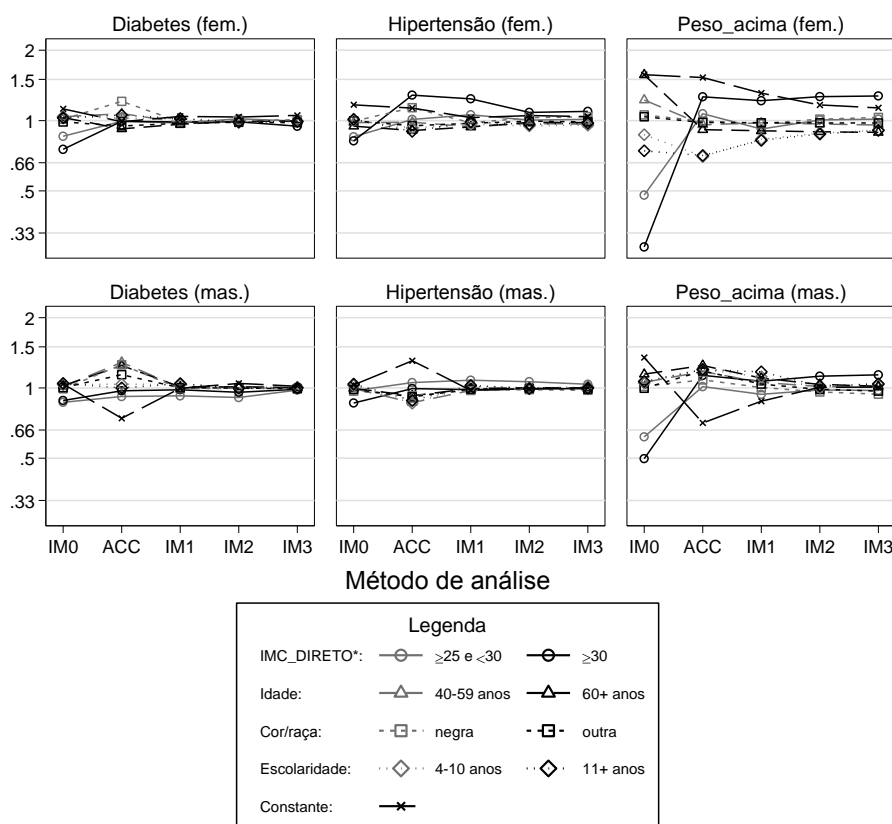 Diabetes (fem.) Hipertensão (fem.) Peso_acima (fem.)
2
1.5
1
.66
.5
.33
Diabetes (mas.) Hipertensão (mas.) Peso_acima (mas.)
2
1.5
1
.66
.5
.33
IM0 ACC IM1 IM2 IM3 IM0 ACC IM1 IM2 IM3 IM0 ACC IM1 IM2 IM3
Método de análise
Legenda
IMC_DIRETO*: ≥25 e <30 ≥30
Idade: 40-59 anos 60+ anos
Cor/raça: negra outra
Escolaridade: 4-10 anos 11+ anos
Constante: